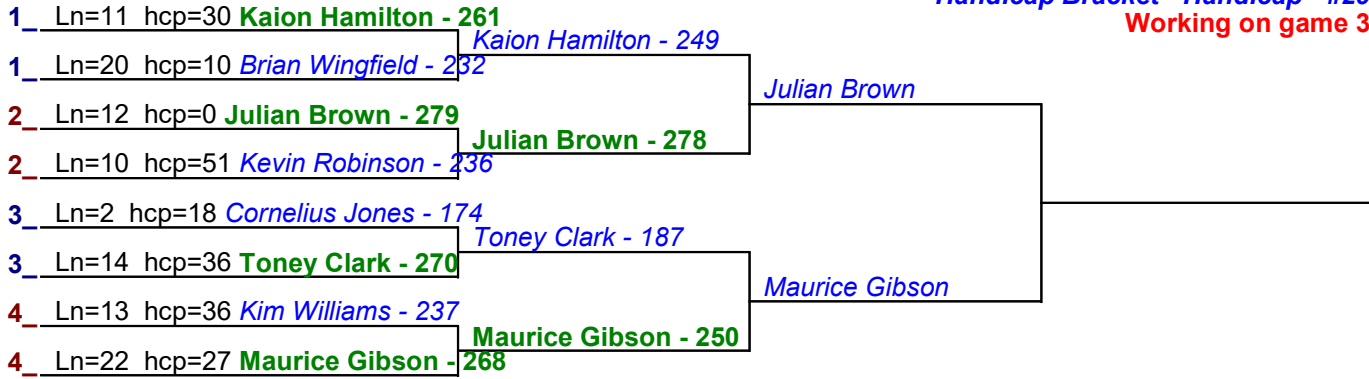 Handicap Bracket - Handicap - #29
Working on game 3
1_ Ln=11 hcp=30 Kaion Hamilton - 261
Kaion Hamilton - 249
1_ Ln=20 hcp=10 Brian Wingfield - 232
Julian Brown
2_ Ln=12 hcp=0 Julian Brown - 279
Julian Brown - 278
2_ Ln=10 hcp=51 Kevin Robinson - 236
3_ Ln=2 hcp=18 Cornelius Jones - 174
Toney Clark - 187
3_ Ln=14 hcp=36 Toney Clark - 270
Maurice Gibson
4_ Ln=13 hcp=36 Kim Williams - 237
Maurice Gibson - 250
4_ Ln=22 hcp=27 Maurice Gibson - 268